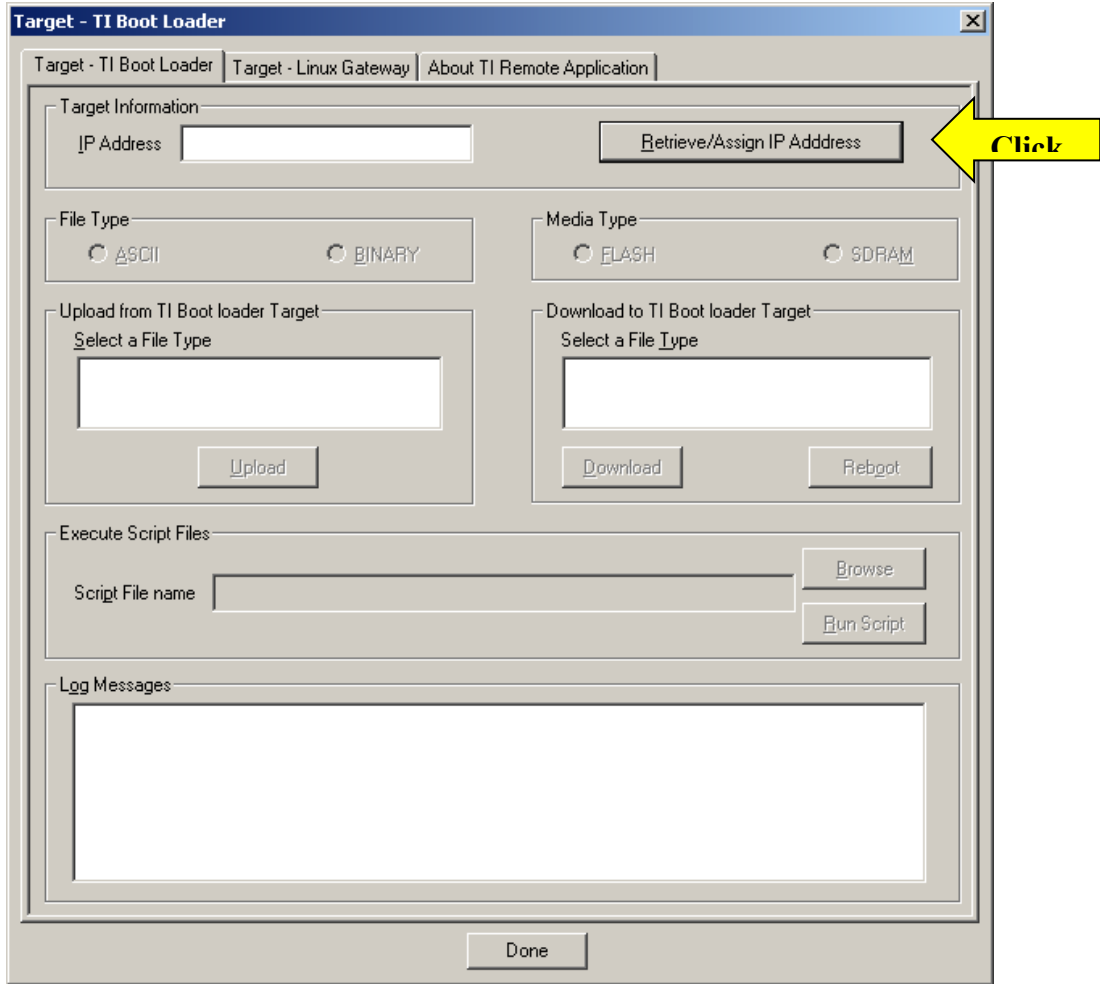 Target - TI Boot Loader
Target - TI Boot Loader Target - Linux Gateway About TI Remote Application
Target Information
IP Address Retrieve/Assign IP Adddress
Click
File Type Media Type
ASCII BINARY FLASH SDRAM
Upload from TI Boot loader Target Download to TI Boot loader Target
Select a File Type Select a File Type
Upload Download Reboot
Execute Script Files
Browse
Script File name
Run Script
Log Messages
Done